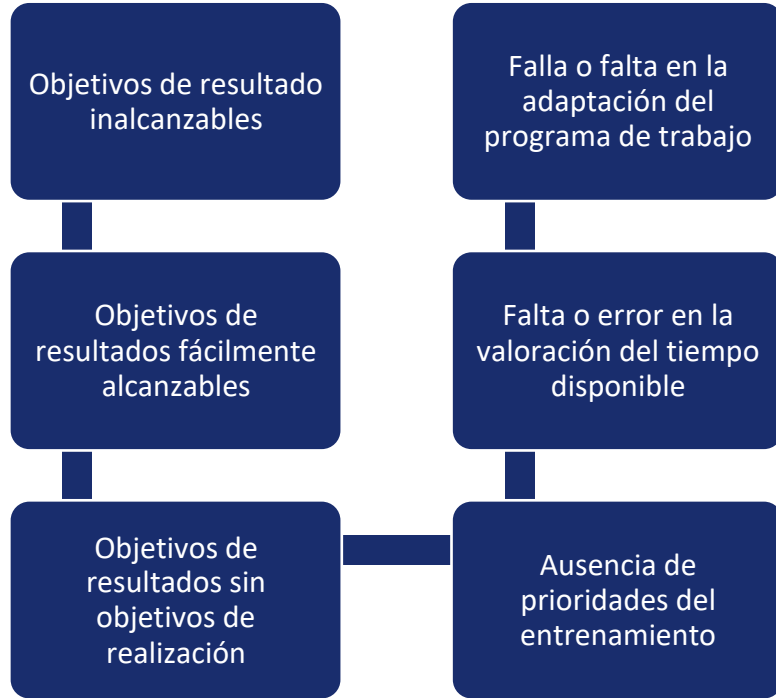 Objetivos de resultado
inalcanzables
Objetivos de
resultados fácilmente
alcanzables
Objetivos de
resultados sin
objetivos de
realización
Ausencia de
prioridades del
entrenamiento
Falta o error en la
valoración del tiempo
disponible
Falla o falta en la
adaptación del
programa de trabajo